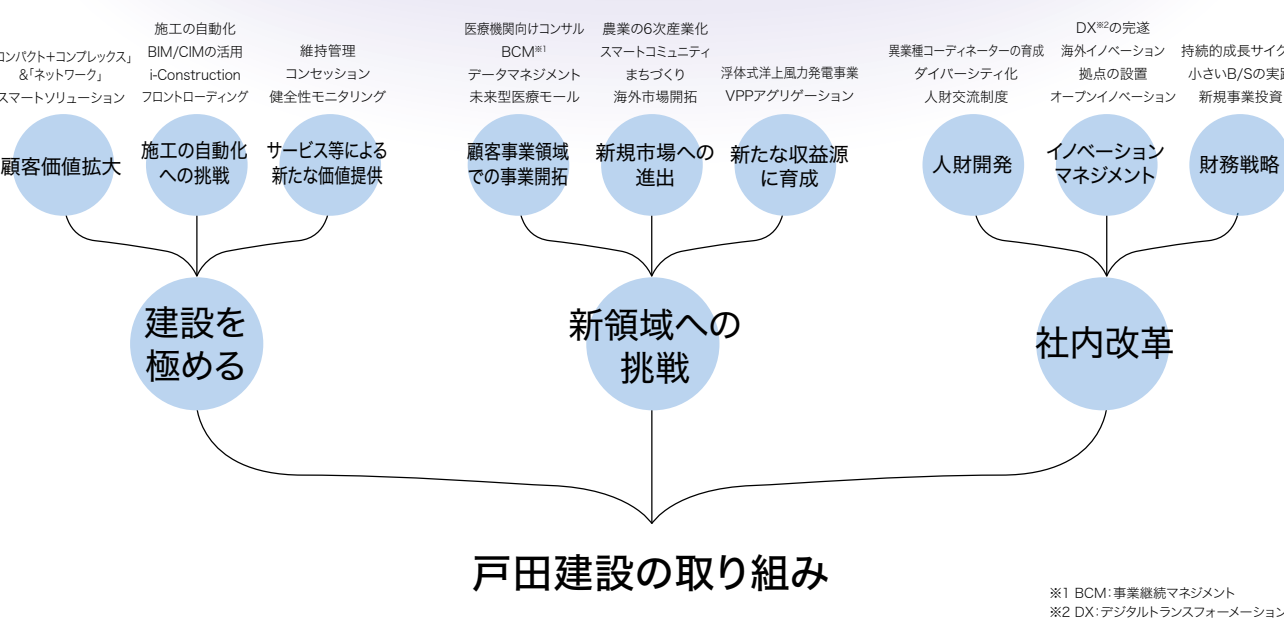 コンパクト+コンプレックス」
&「ネットワーク」
スマートソリューション
顧客価値拡大
施工の自動化
BIM/CIMの活用
i-Construction
フロントローディング
施工の自動化
への挑戦
維持管理
コンセッション
健全性モニタリング
サービス等による
新たな価値提供
建設を
極める
医療機関向けコンサル
BCM※1
データマネジメント
未来型医療モール
顧客事業領域
での事業開拓
農業の6次産業化
スマートコミュニティ
まちづくり
海外市場開拓
新規市場への
進出
浮体式洋上風力発電事業
VPPアグリゲーション
新たな収益源
に育成
新領域への
挑戦
異業種コーディネーターの育成
ダイバーシティ化
人財交流制度
人財開発
DX※2の完遂
海外イノベーション
拠点の設置
オープンイノベーション
イノベーション
マネジメント
持続的成長サイク
小さいB/Sの実践
新規事業投資
財務戦略
社内改革
戸田建設の取り組み
※1 BCM:事業継続マネジメント
※2 DX:デジタルトランスフォーメーション